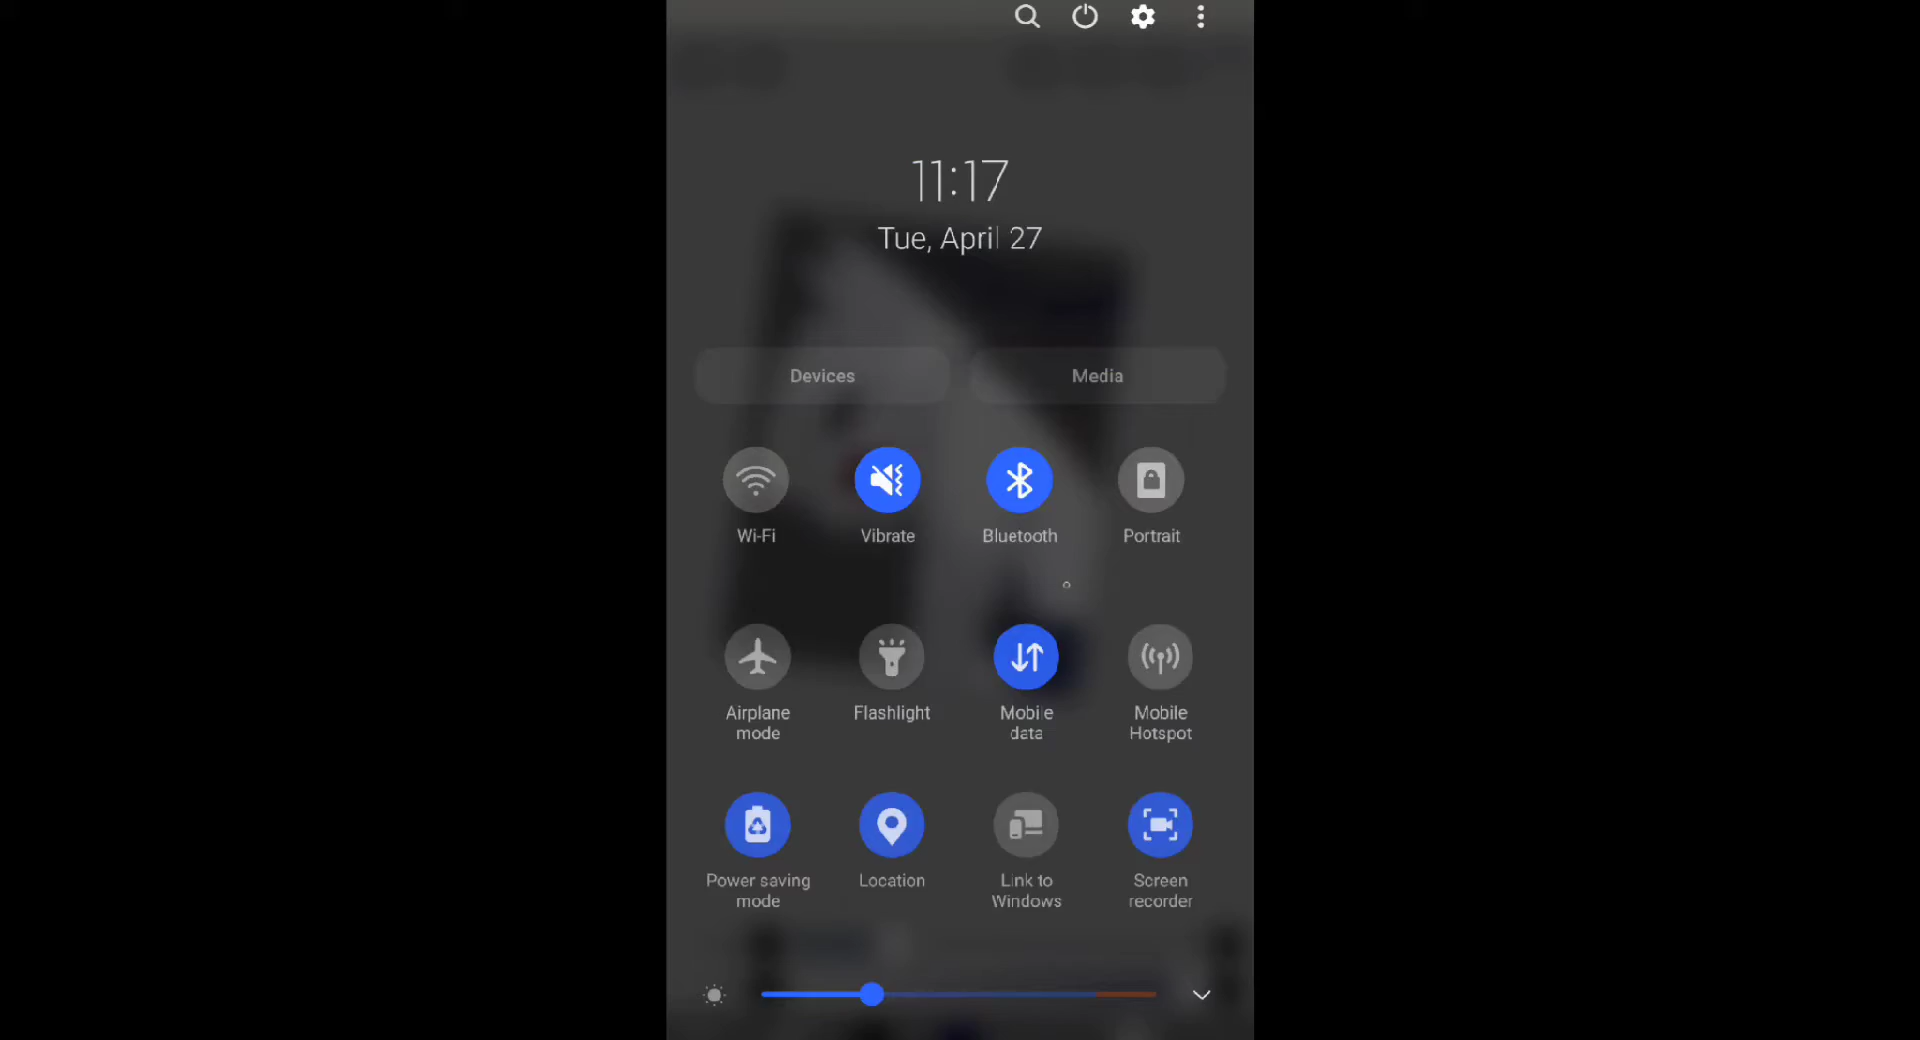 11:17
Tue, April 27
Devices
Media
Wi-Fi
Vibrate
Bluetooth
Portrait
Airplane
mode
Flashlight
Mobile
data
Mobile
Hotspot
Power saving
mode
Location
Link to
Windows
Screen
recorder